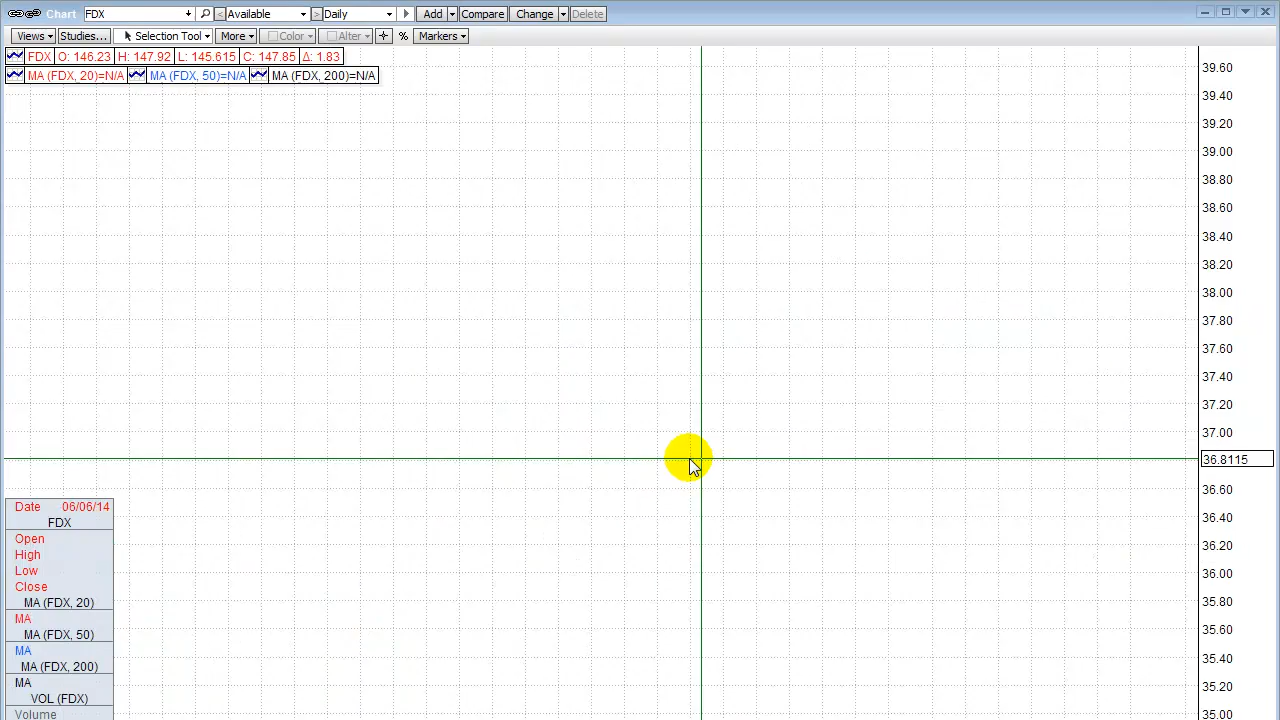 Chart FDX < Available > Daily Add Compare Change Delete
Views Studies... Selection Tool More Color Alter % Markers
FDX O: 146.23 H: 147.92 L: 145.615 C: 147.85 Δ: 1.83
MA (FDX, 20)=N/A MA (FDX, 50)=N/A MA (FDX, 200)=N/A
39.60
39.40
39.20
39.00
38.80
38.60
38.40
38.20
38.00
37.80
37.60
37.40
37.20
37.00
36.8115
36.60
36.40
36.20
36.00
35.80
35.60
35.40
35.20
35.00
Date 06/06/14
FDX
Open
High
Low
Close
MA (FDX, 20)
MA
MA (FDX, 50)
MA
MA (FDX, 200)
MA
VOL (FDX)
Volume